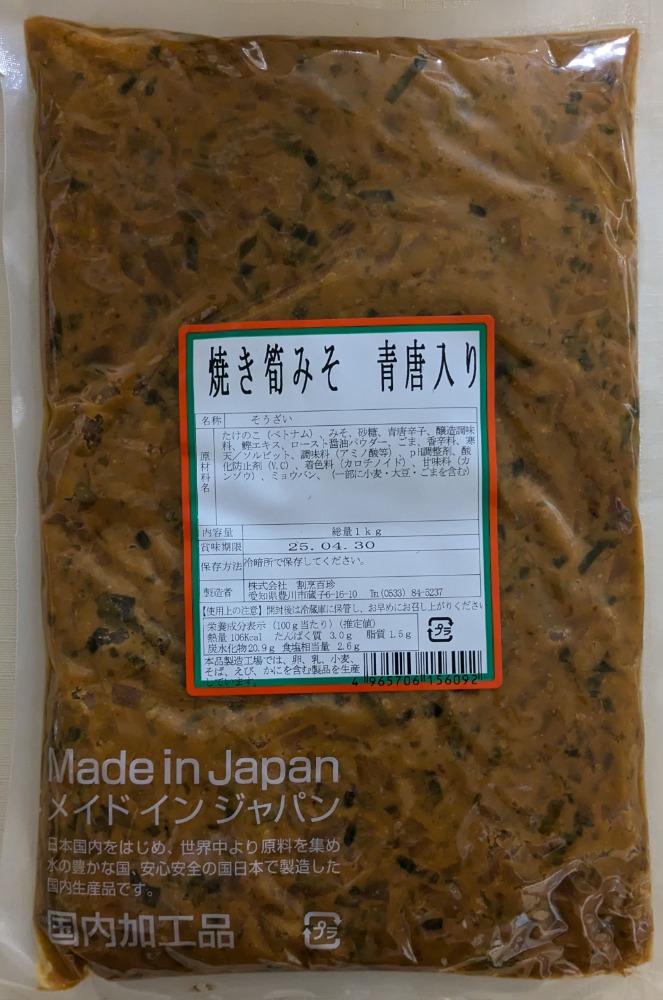 焼き筍みそ 青唐入り
名称 そうざい
原材料名 たけのこ（ベトナム）、みそ、砂糖、青唐辛子、醸造調味
料、鰹エキス、ロースト醤油パウダー、ごま、香辛料、寒
天／ソルビット、調味料（アミノ酸等）、pH調整剤、酸
化防止剤（V.C）、着色料（カロチノイド）、甘味料（カ
ンゾウ）、ミョウバン、（一部に小麦・大豆・ごまを含む）
内容量 総量1kg
賞味期限 25.04.30
保存方法 冷暗所で保存してください。
製造者 株式会社 割烹百珍
愛知県豊川市蔵子6-16-10 ℡(0533) 84-5237
【使用上の注意】開封後は冷蔵庫に保管し、お早めにお召し上がりください
栄養成分表示（100g当たり）（推定値）
熱量 106Kcal たんぱく質 3.0g 脂質 1.5g
炭水化物20.9g 食塩相当量 2.6g
プラ
本品製造工場では、卵、乳、小麦、
そば、えび、かにを含む製品を生産
しています。
4 965706 156092
Made in Japan
メイド イン ジャパン
日本国内をはじめ、世界中より原料を集め
水の豊かな国、安心安全の国日本で製造した
国内生産品です。
国内加工品 プラ